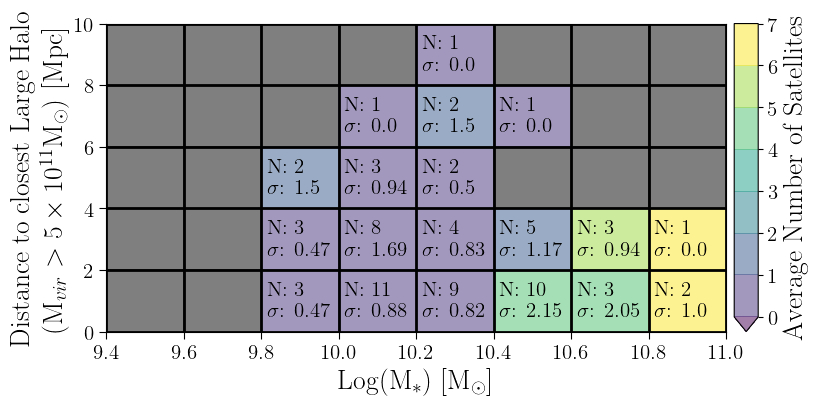 Distance to closest Large Halo
(M_{vir} > 5 × 10^{11}M_⊙) [Mpc]
10
8
6
4
2
0
N: 1
σ: 0.0
N: 1
σ: 0.0
N: 2
σ: 1.5
N: 1
σ: 0.0
N: 2
σ: 1.5
N: 3
σ: 0.94
N: 2
σ: 0.5
N: 3
σ: 0.47
N: 8
σ: 1.69
N: 4
σ: 0.83
N: 5
σ: 1.17
N: 3
σ: 0.94
N: 1
σ: 0.0
N: 3
σ: 0.47
N: 11
σ: 0.88
N: 9
σ: 0.82
N: 10
σ: 2.15
N: 3
σ: 2.05
N: 2
σ: 1.0
9.4 9.6 9.8 10.0 10.2 10.4 10.6 10.8 11.0
Log(M_*) [M_⊙]
7
6
5
4
3
2
1
0
Average Number of Satellites